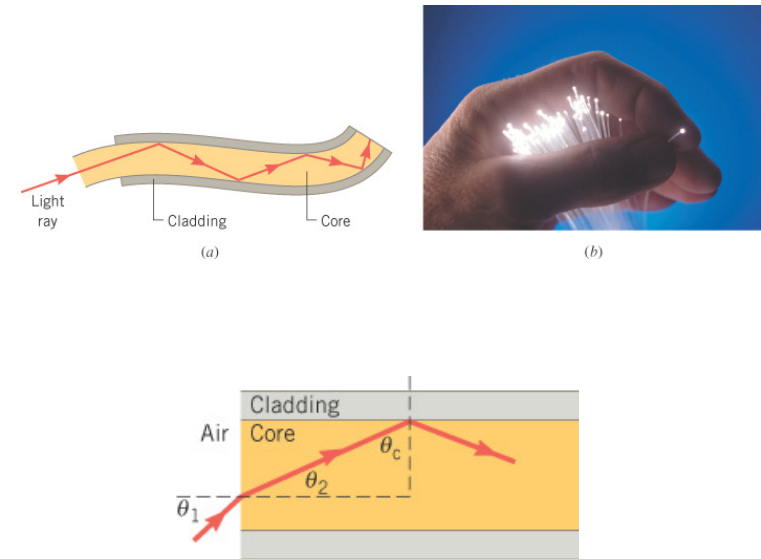 Light
ray
Cladding
Core
(a)
(b)
Cladding
Air
Core
θc
θ2
θ1